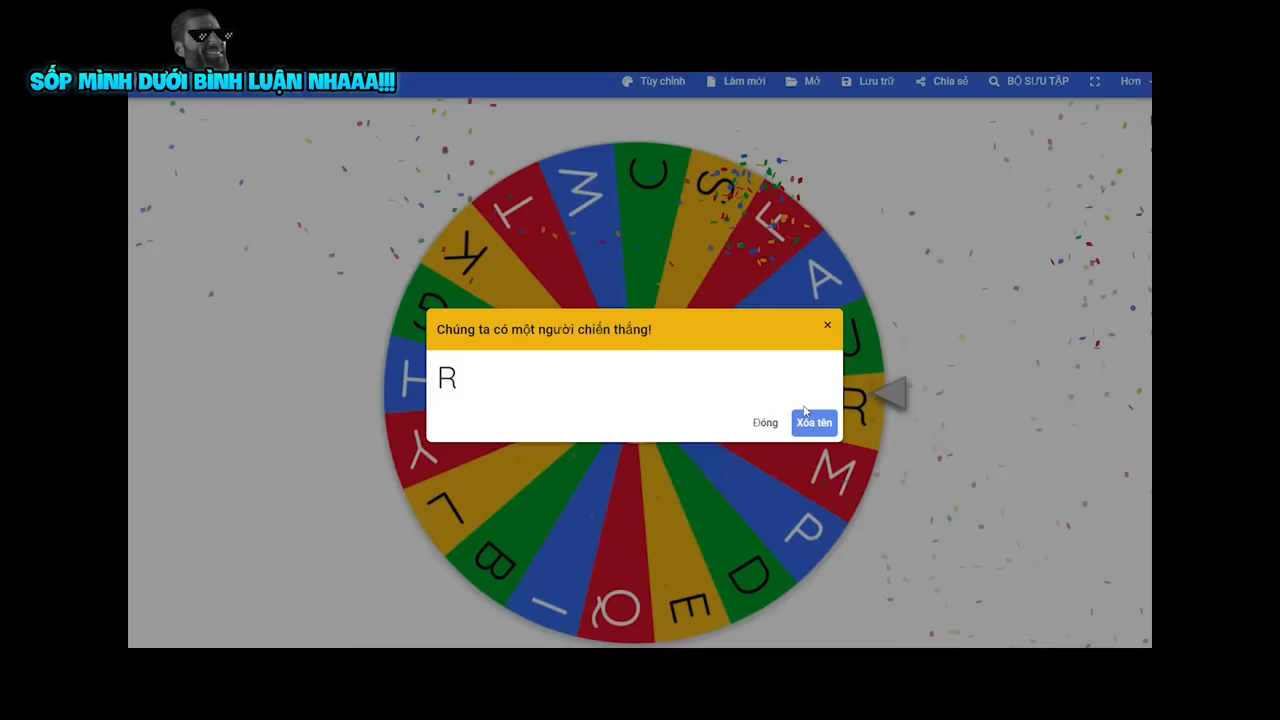 SỐP MÌNH DƯỚI BÌNH LUẬN NHAAA!!!
Tùy chỉnh Làm mới Mở Lưu trữ Chia sẻ BỘ SƯU TẬP Hơn
C
S
F
A
J
R
M
P
D
E
Q
I
B
L
Y
H
G
K
T
W
Chúng ta có một người chiến thắng!
×
R
Đóng Xóa tên